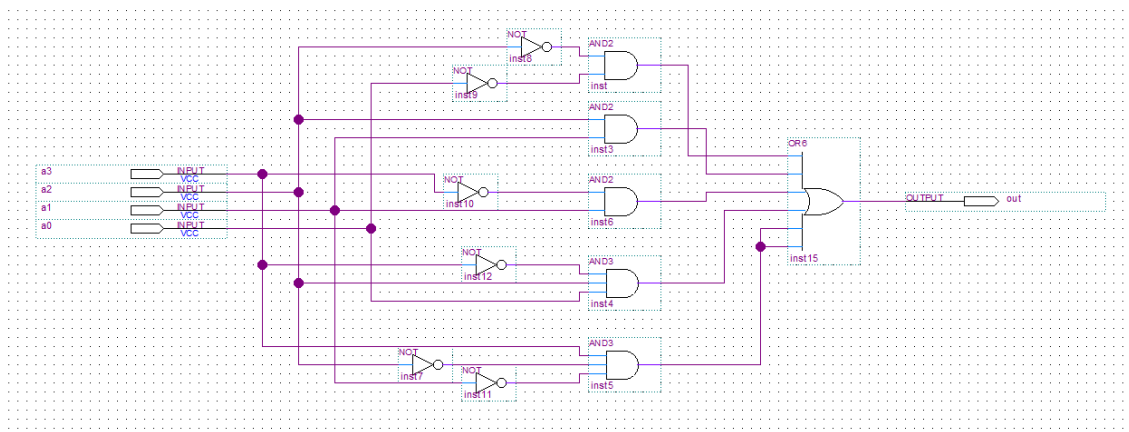 NOT
inst8
AND2
inst
NOT
inst9
AND2
inst3
OR6
inst15
a3 INPUT
VCC
a2 INPUT
VCC
a1 INPUT
VCC
a0 INPUT
VCC
NOT
inst10
AND2
inst6
OUTPUT out
NOT
inst12
AND3
inst4
AND3
inst5
NOT
inst7
NOT
inst11